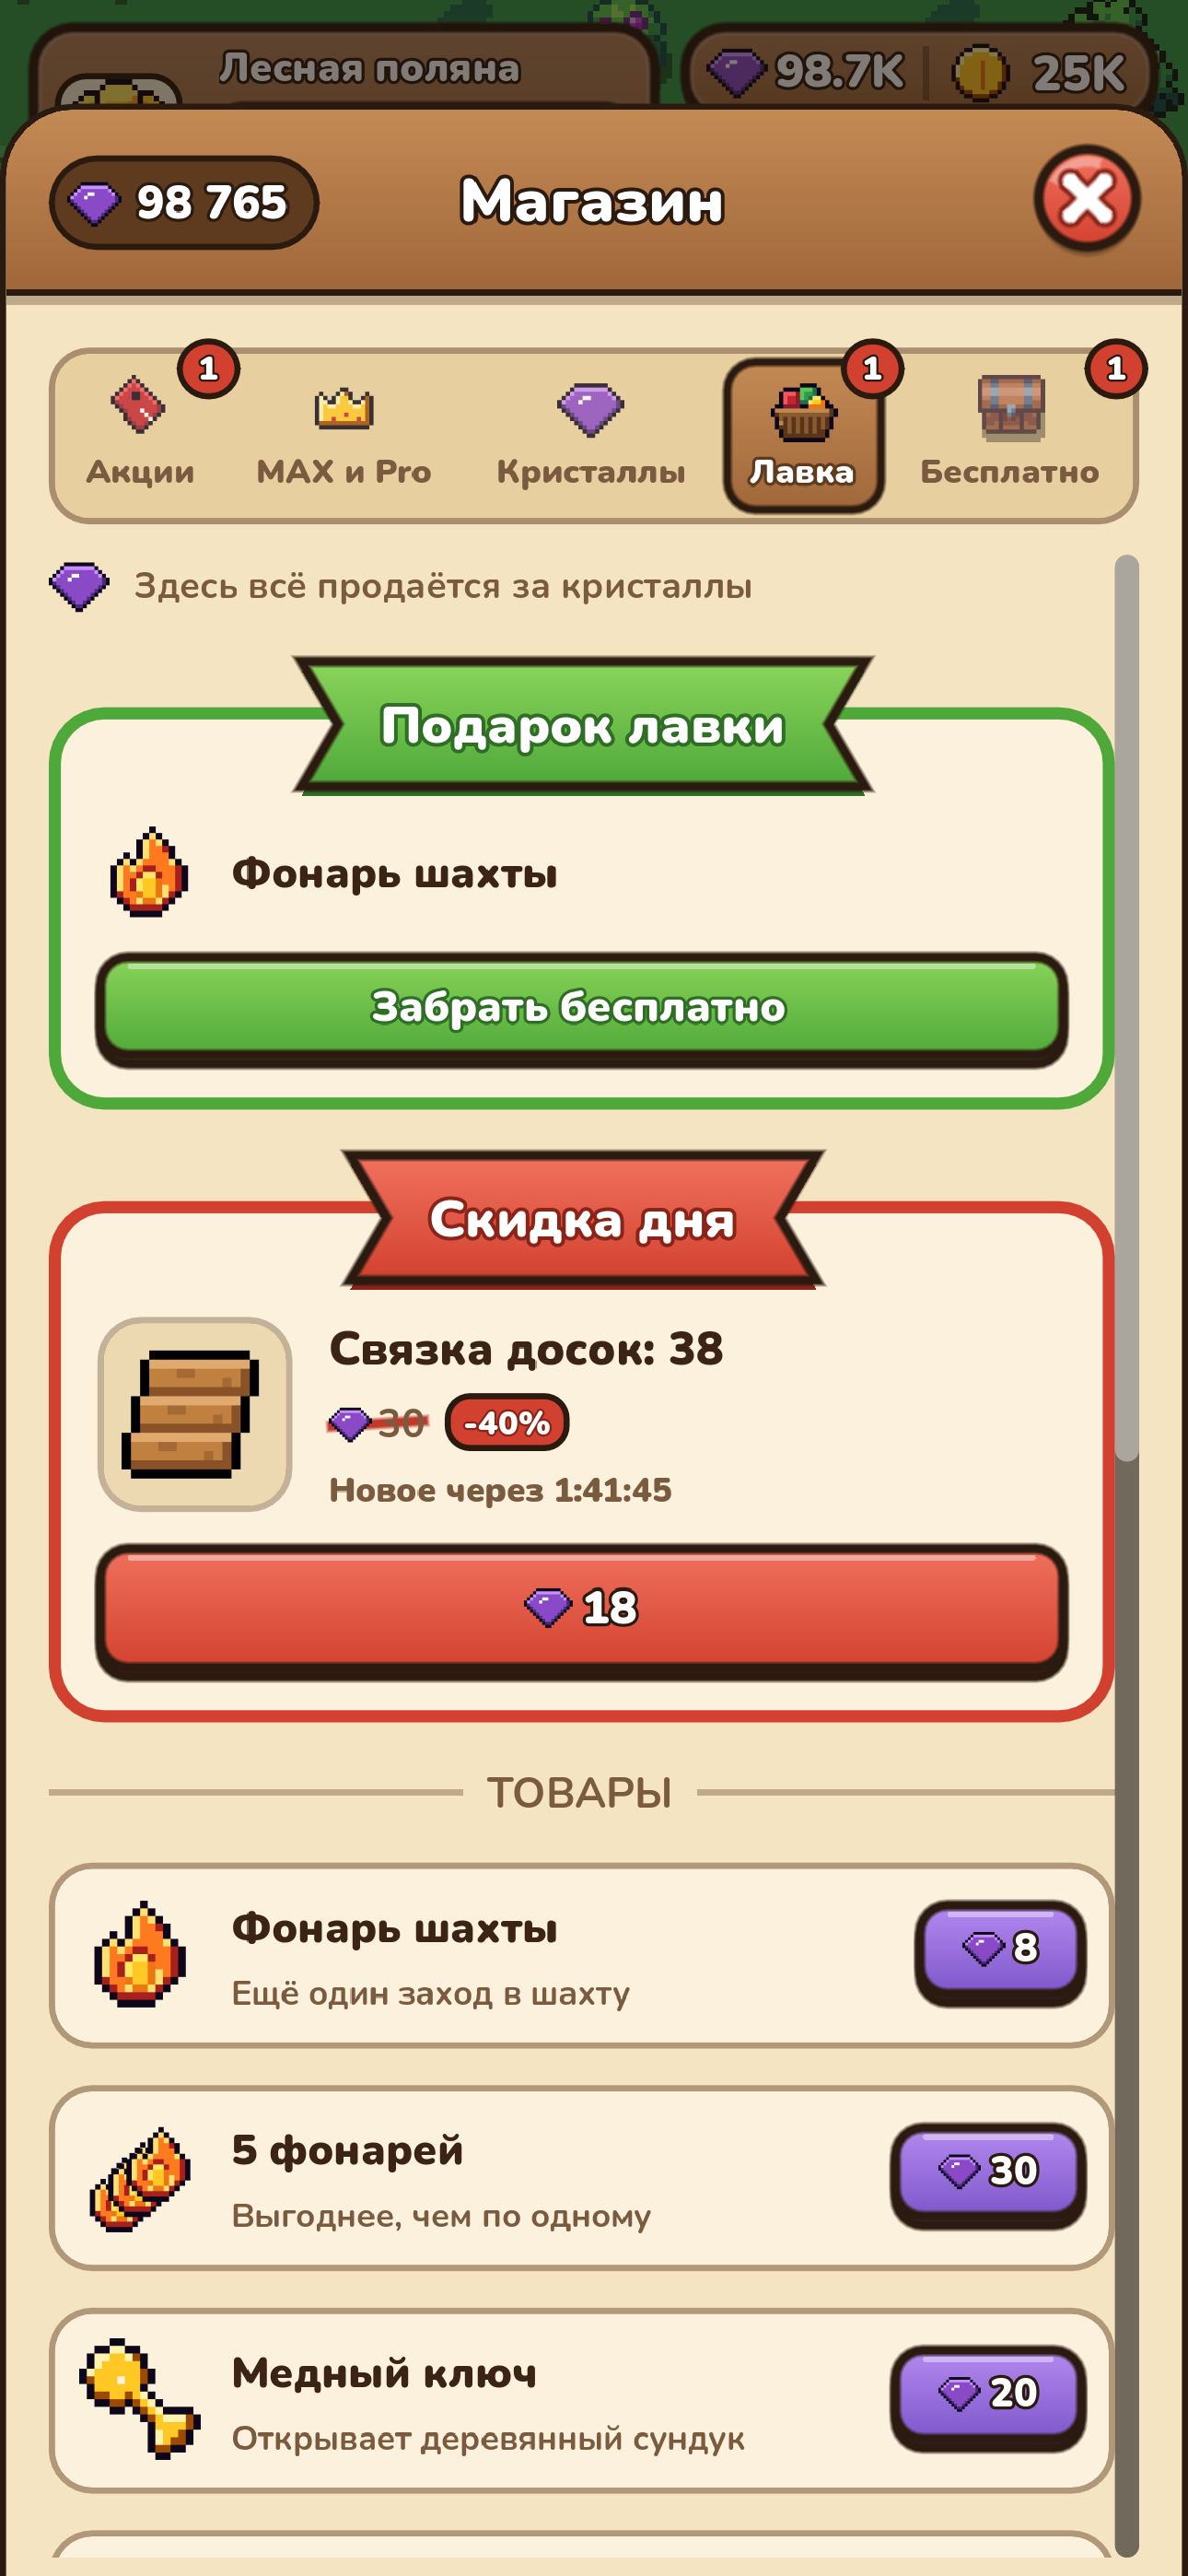 Лесная поляна
98.7K
25K
98 765
Магазин
1
1
1
Акции
MAX и Pro
Кристаллы
Лавка
Бесплатно
Здесь всё продаётся за кристаллы
Подарок лавки
Фонарь шахты
Забрать бесплатно
Скидка дня
Связка досок: 38
30
-40%
Новое через 1:41:45
18
ТОВАРЫ
Фонарь шахты
8
Ещё один заход в шахту
5 фонарей
30
Выгоднее, чем по одному
Медный ключ
20
Открывает деревянный сундук